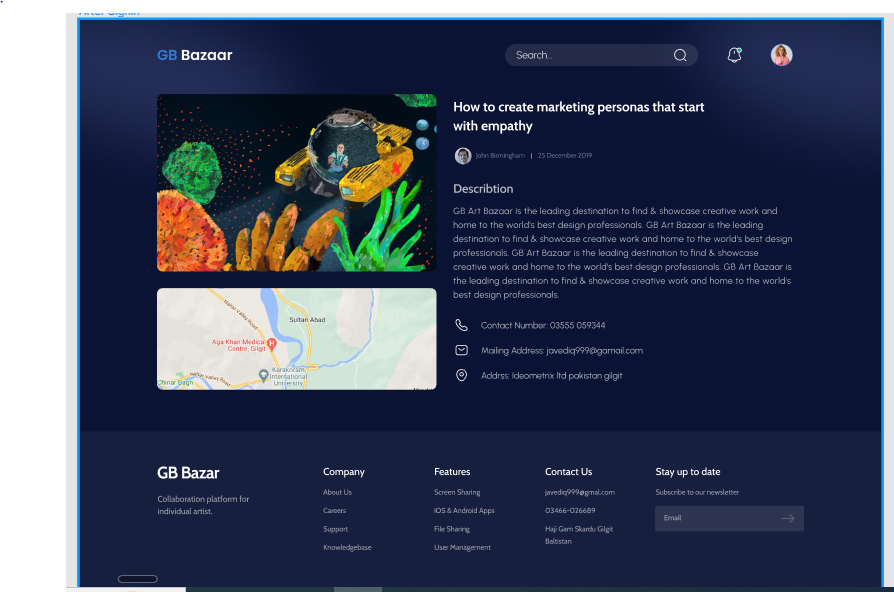 After Signin
GB Bazaar
Search..
How to create marketing personas that start
with empathy
John Birmingham | 25 December 2019
Describtion
GB Art Bazaar is the leading destination to find & showcase creative work and
home to the world's best design professionals. GB Art Bazaar is the leading
destination to find & showcase creative work and home to the world's best design
professionals. GB Art Bazaar is the leading destination to find & showcase
creative work and home to the world's best design professionals. GB Art Bazaar is
the leading destination to find & showcase creative work and home to the world's
best design professionals.
Contact Number: 03555 059344
Mailing Address: javediq999@gamail.com
Addrss: Ideometrix ltd pakistan gilgit
Naltar Valley Road
Sultan Abad
Aga Khan Medical
Centre, Gilgit
H
Karakoram
International
University
Naltar Valley Road
Chinar Bagh
GB Bazar
Collaboration platform for
individual artist.
Company
About Us
Careers
Support
Knowledgebase
Features
Screen Sharing
iOS & Android Apps
File Sharing
User Management
Contact Us
javediq999@gmal.com
03466-026689
Haji Gam Skardu Gilgit
Baltistan
Stay up to date
Subscribe to our newsletter
Email